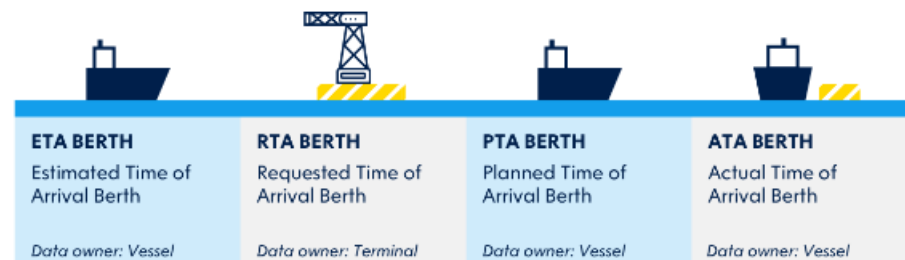 ETA BERTH
Estimated Time of
Arrival Berth
Data owner: Vessel
RTA BERTH
Requested Time of
Arrival Berth
Data owner: Terminal
PTA BERTH
Planned Time of
Arrival Berth
Data owner: Vessel
ATA BERTH
Actual Time of
Arrival Berth
Data owner: Vessel